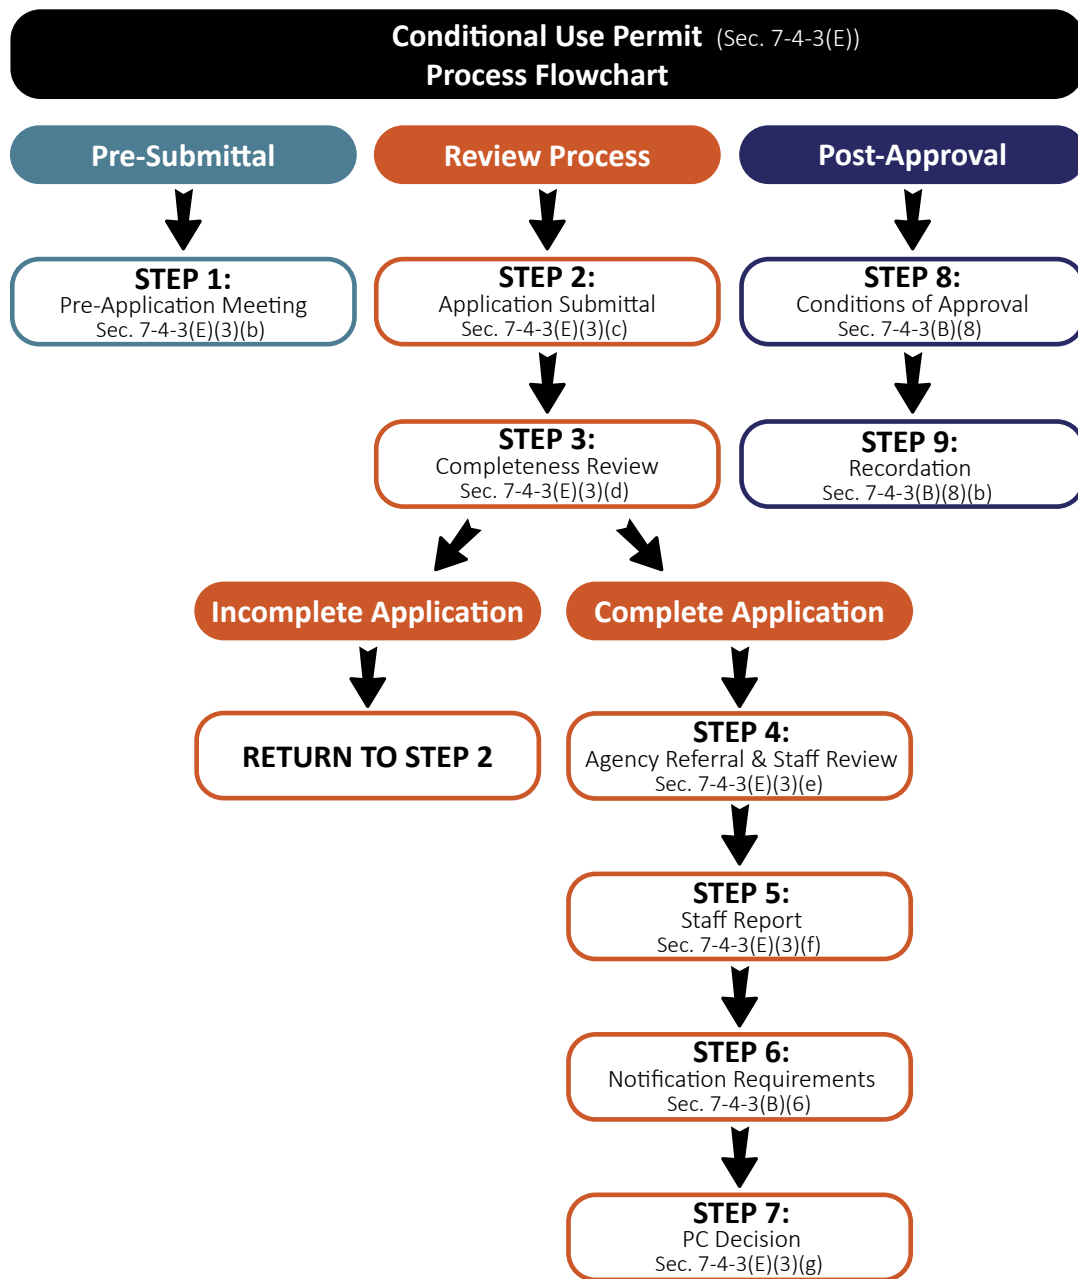 Conditional Use Permit (Sec. 7-4-3(E))
Process Flowchart
Pre-Submittal
Review Process
Post-Approval
STEP 1:
Pre-Application Meeting
Sec. 7-4-3(E)(3)(b)
STEP 2:
Application Submittal
Sec. 7-4-3(E)(3)(c)
STEP 8:
Conditions of Approval
Sec. 7-4-3(B)(8)
STEP 3:
Completeness Review
Sec. 7-4-3(E)(3)(d)
STEP 9:
Recordation
Sec. 7-4-3(B)(8)(b)
Incomplete Application
Complete Application
RETURN TO STEP 2
STEP 4:
Agency Referral & Staff Review
Sec. 7-4-3(E)(3)(e)
STEP 5:
Staff Report
Sec. 7-4-3(E)(3)(f)
STEP 6:
Notification Requirements
Sec. 7-4-3(B)(6)
STEP 7:
PC Decision
Sec. 7-4-3(E)(3)(g)